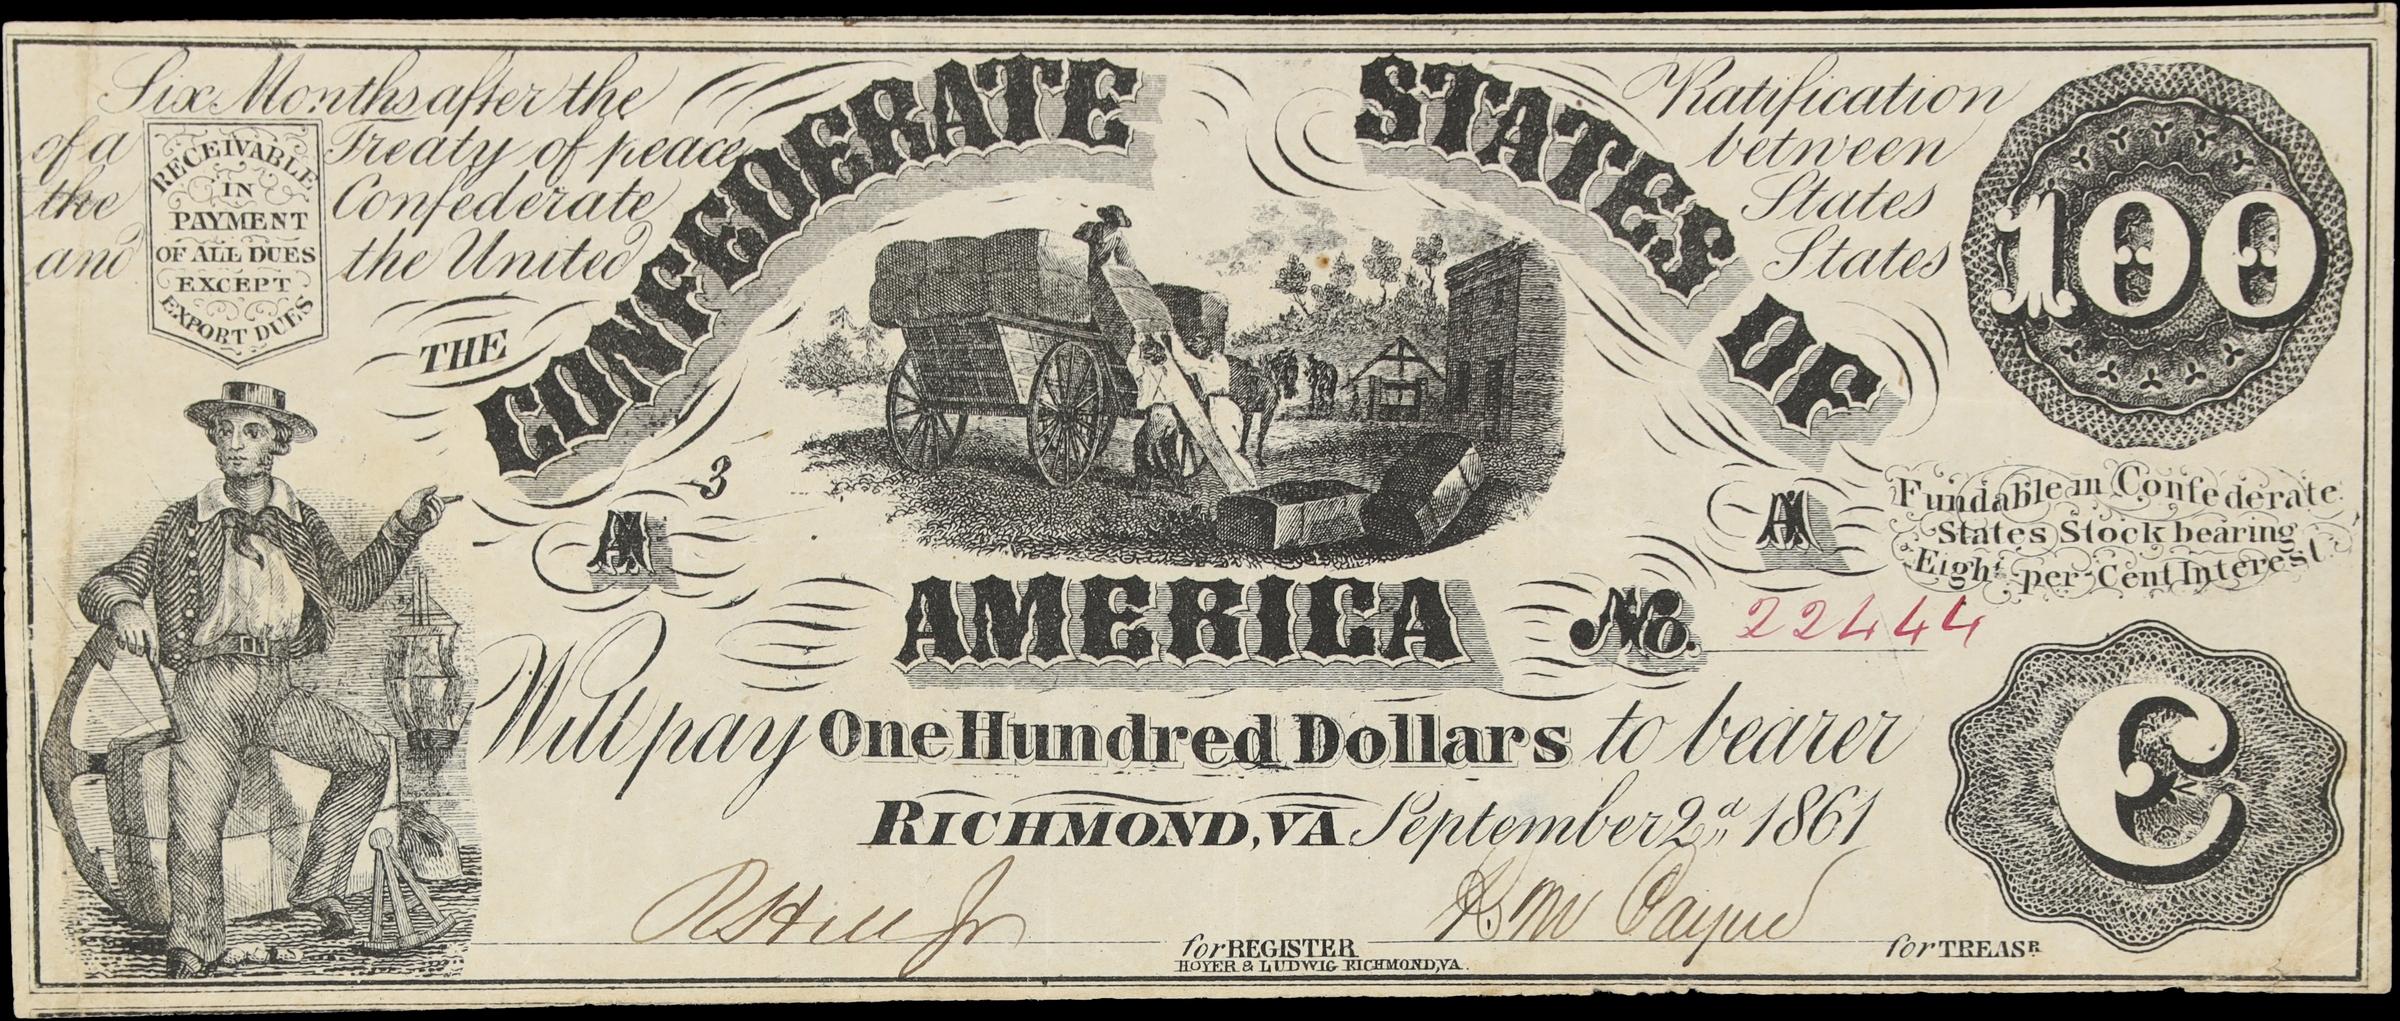 Six Months after the Ratification
of a Treaty of peace between
the Confederate States
and the United States
RECEIVABLE
IN
PAYMENT
OF ALL DUES
EXCEPT
EXPORT DUES
THE CONFEDERATE STATES OF
AMERICA
100
A 3
A
Fundable in Confederate
States Stock bearing
Eight per Cent Interest
No. 22444
Will pay One Hundred Dollars to bearer
RICHMOND, VA September 2d 1861
C
R Hill Jr for REGISTER
Payne for TREASR
HOYER & LUDWIG RICHMOND, VA.